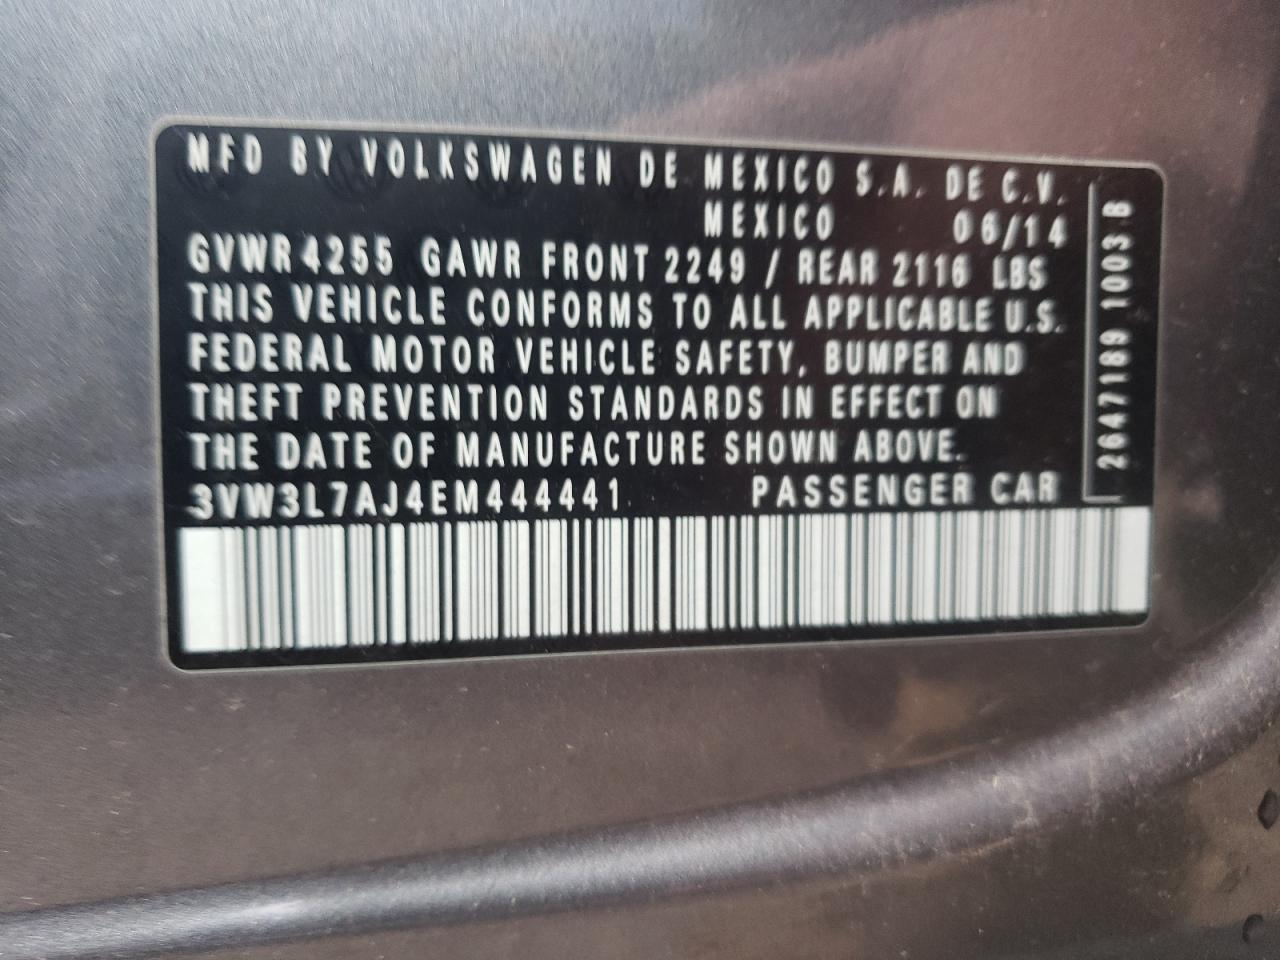 MFD BY VOLKSWAGEN DE MEXICO S.A. DE C.V.
MEXICO 06/14
GVWR 4255 GAWR FRONT 2249 / REAR 2116 LBS
THIS VEHICLE CONFORMS TO ALL APPLICABLE U.S.
FEDERAL MOTOR VEHICLE SAFETY, BUMPER AND
THEFT PREVENTION STANDARDS IN EFFECT ON
THE DATE OF MANUFACTURE SHOWN ABOVE.
3VW3L7AJ4EM444441 PASSENGER CAR
2647189 1003 B